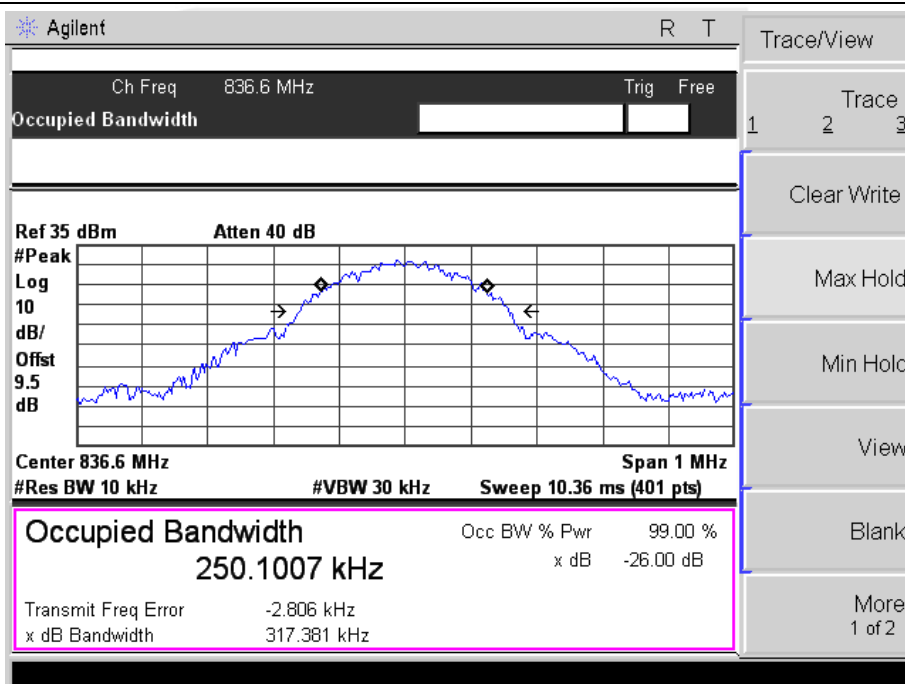 Agilent R T
Trace/View
Ch Freq 836.6 MHz Trig Free
Occupied Bandwidth
Trace
1 2 3
Clear Write
Max Hold
Min Hold
View
Blank
More
1 of 2
Ref 35 dBm Atten 40 dB
#Peak
Log
10
dB/
Offst
9.5
dB
Center 836.6 MHz Span 1 MHz
#Res BW 10 kHz #VBW 30 kHz Sweep 10.36 ms (401 pts)
Occupied Bandwidth
250.1007 kHz
Occ BW % Pwr 99.00 %
x dB -26.00 dB
Transmit Freq Error -2.806 kHz
x dB Bandwidth 317.381 kHz